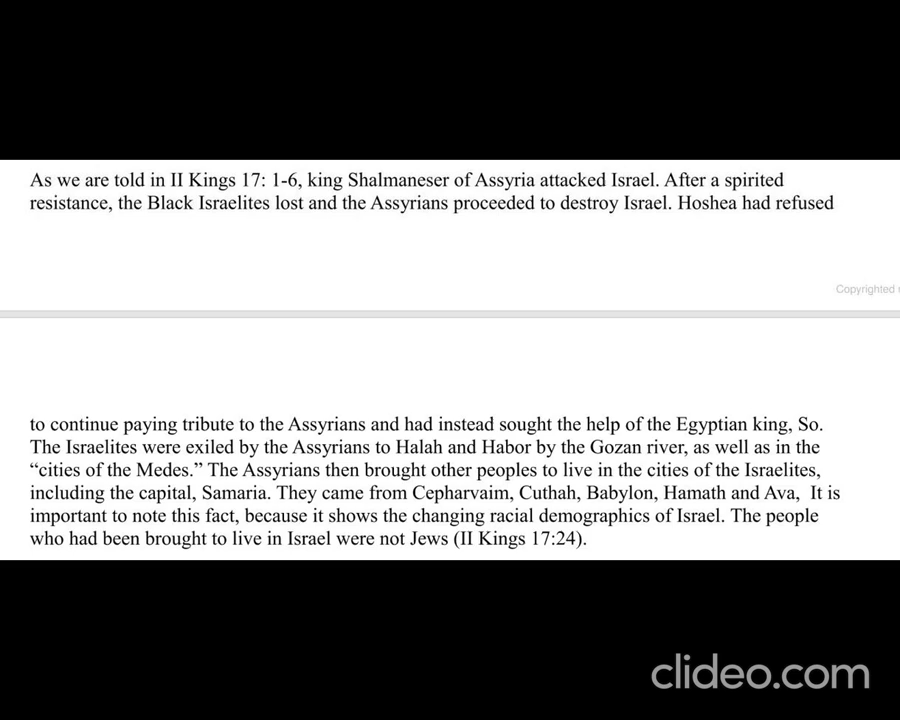 As we are told in II Kings 17: 1-6, king Shalmaneser of Assyria attacked Israel. After a spirited
resistance, the Black Israelites lost and the Assyrians proceeded to destroy Israel. Hoshea had refused
Copyrighted
to continue paying tribute to the Assyrians and had instead sought the help of the Egyptian king, So.
The Israelites were exiled by the Assyrians to Halah and Habor by the Gozan river, as well as in the
“cities of the Medes.” The Assyrians then brought other peoples to live in the cities of the Israelites,
including the capital, Samaria. They came from Cepharvaim, Cuthah, Babylon, Hamath and Ava,  It is
important to note this fact, because it shows the changing racial demographics of Israel. The people
who had been brought to live in Israel were not Jews (II Kings 17:24).
clideo.com